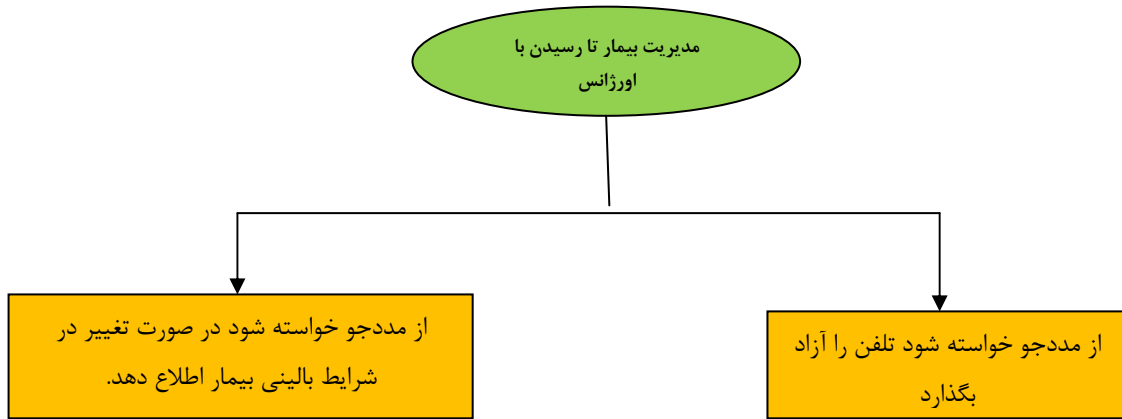 مدیریت بیمار تا رسیدن با
اورژانس
از مددجو خواسته شود تلفن را آزاد
بگذارد
از مددجو خواسته شود در صورت تغییر در
شرایط بالینی بیمار اطلاع دهد.